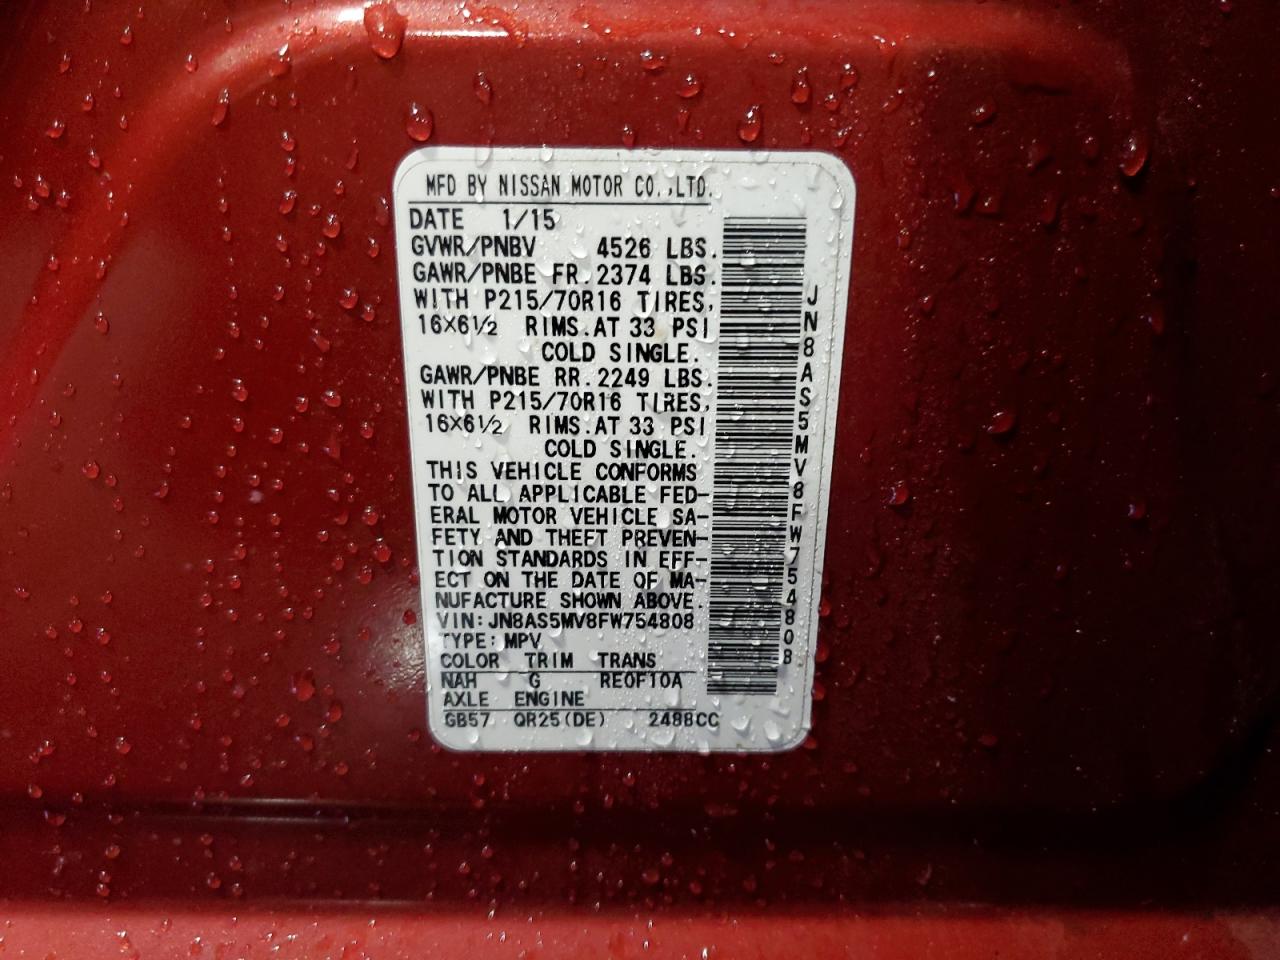 MFD BY NISSAN MOTOR CO.,LTD.
DATE 1/15
GVWR/PNBV 4526 LBS.
GAWR/PNBE FR.2374 LBS.
WITH P215/70R16 TIRES,
16×6½ RIMS.AT 33 PSI
COLD SINGLE.
GAWR/PNBE RR.2249 LBS.
WITH P215/70R16 TIRES,
16×6½ RIMS.AT 33 PSI
COLD SINGLE.
THIS VEHICLE CONFORMS
TO ALL APPLICABLE FED-
ERAL MOTOR VEHICLE SA-
FETY AND THEFT PREVEN-
TION STANDARDS IN EFF-
ECT ON THE DATE OF MA-
NUFACTURE SHOWN ABOVE.
VIN:JN8AS5MV8FW754808
TYPE:MPV
COLOR TRIM TRANS
NAH G RE0F10A
AXLE ENGINE
GB57 QR25(DE) 2488CC
JN8AS5MV8FW754808